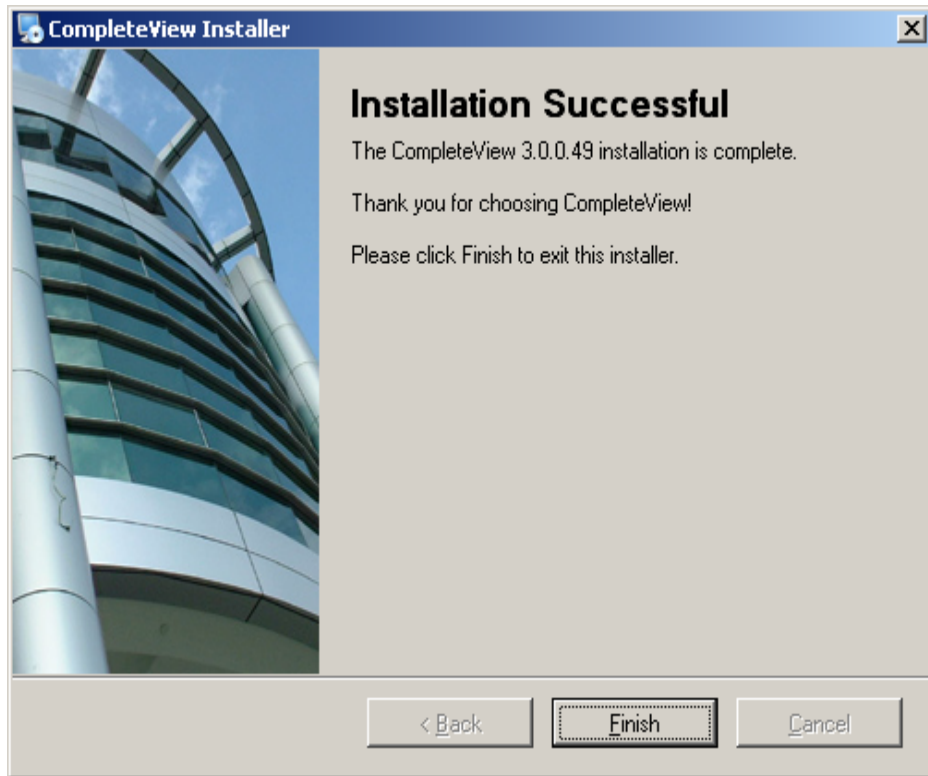 CompleteView Installer
Installation Successful
The CompleteView 3.0.0.49 installation is complete.
Thank you for choosing CompleteView!
Please click Finish to exit this installer.
< Back
Finish
Cancel